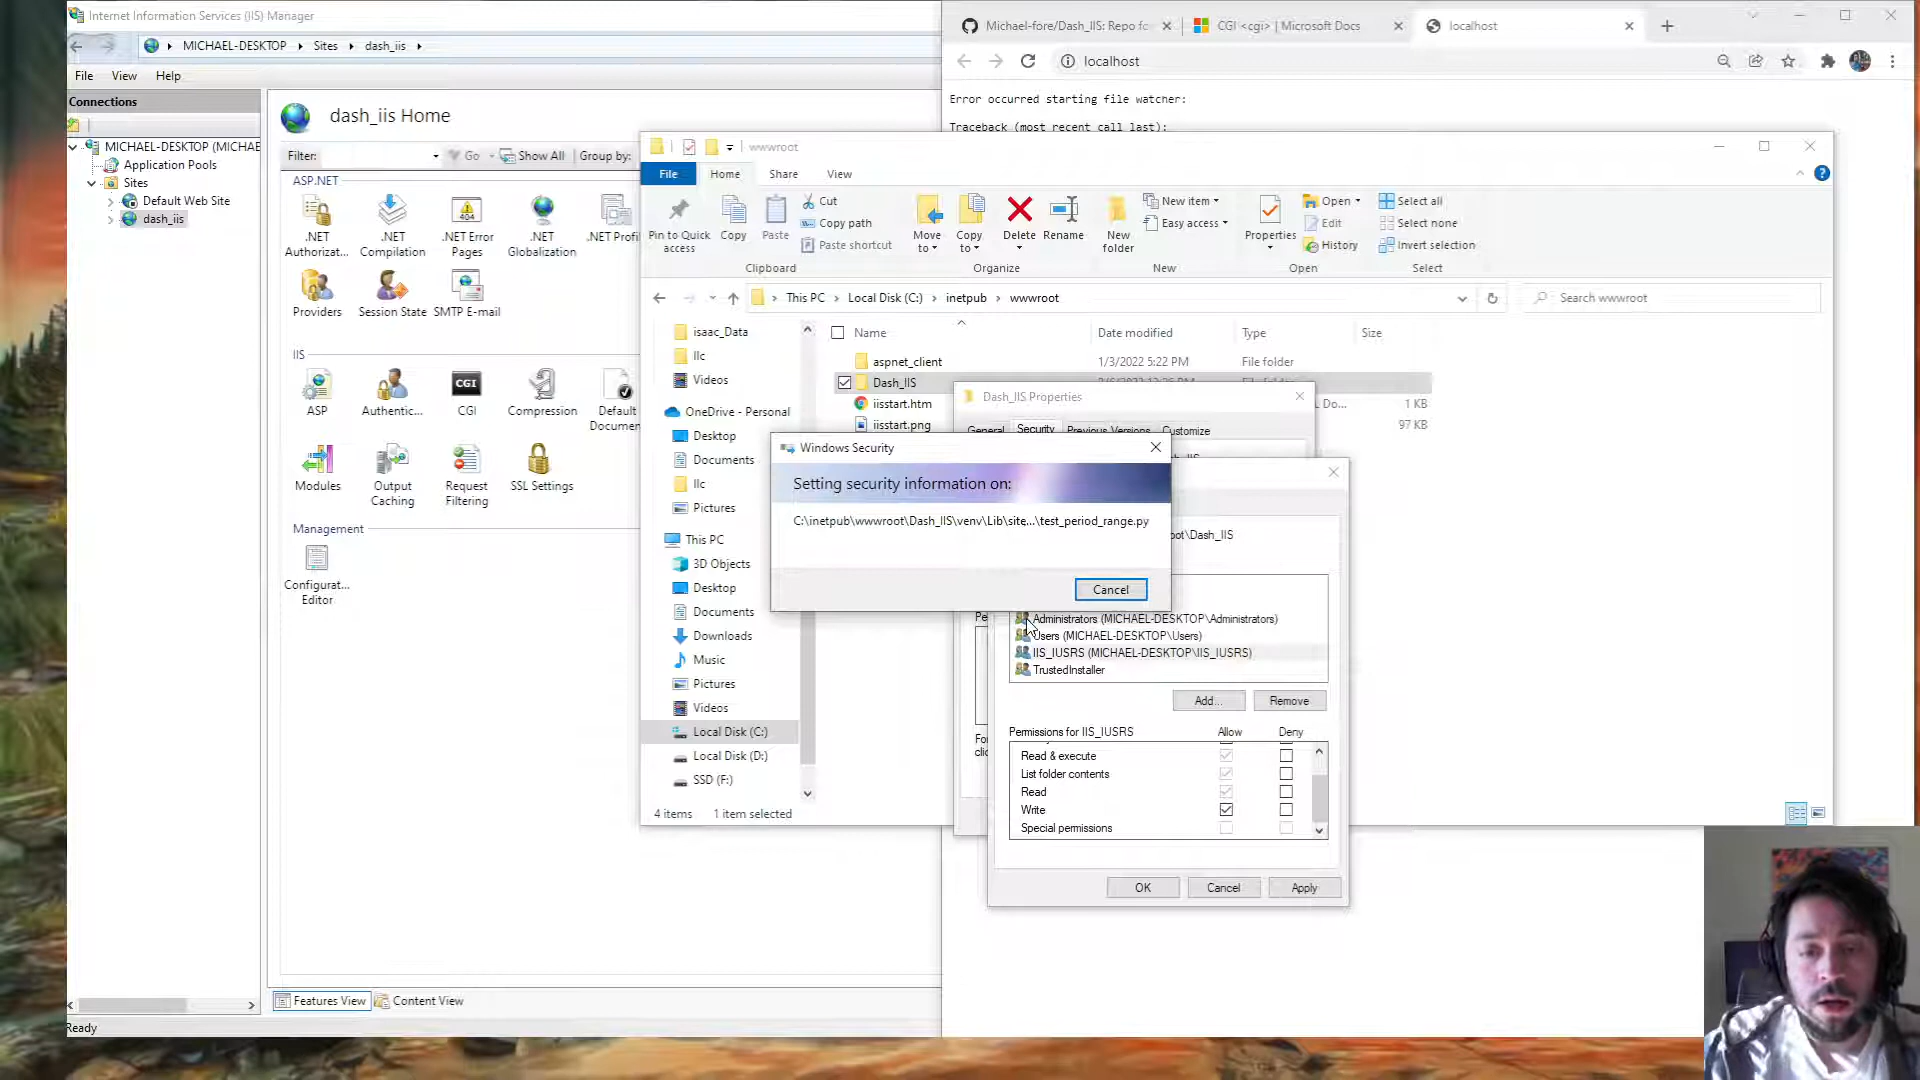 Internet Information Services (IIS) Manager
MICHAEL-DESKTOP
Sites
dash_iis
File
View
Help
Connections
MICHAEL-DESKTOP (MICHAE
Application Pools
Sites
Default Web Site
dash_iis
dash_iis Home
Filter:
Go
Show All
Group by:
ASP.NET
.NET Authorizat...
.NET Compilation
.NET Error Pages
.NET Globalization
.NET Profi
Providers
Session State
SMTP E-mail
IIS
ASP
Authentic...
CGI
Compression
Default Documen
Modules
Output Caching
Request Filtering
SSL Settings
Management
Configurat... Editor
Features View
Content View
Ready
Michael-fore/Dash_IIS: Repo fo
CGI <cgi> | Microsoft Docs
localhost
localhost
Error occurred starting file watcher:
Traceback (most recent call last):
wwwroot
File
Home
Share
View
Pin to Quick access
Copy
Paste
Cut
Copy path
Paste shortcut
Clipboard
Move to
Copy to
Delete
Rename
Organize
New folder
New item
Easy access
New
Properties
Open
Edit
History
Open
Select all
Select none
Invert selection
Select
This PC
Local Disk (C:)
inetpub
wwwroot
Search wwwroot
isaac_Data
llc
Videos
OneDrive - Personal
Desktop
Documents
llc
Pictures
This PC
3D Objects
Desktop
Documents
Downloads
Music
Pictures
Videos
Local Disk (C:)
Local Disk (D:)
SSD (F:)
4 items
1 item selected
Name
Date modified
Type
Size
aspnet_client
1/3/2022 5:22 PM
File folder
Dash_IIS
iisstart.htm
Do...
1 KB
iisstart.png
97 KB
Dash_IIS Properties
General
Security
Previous Versions
Customize
Windows Security
Setting security information on:
C:\inetpub\wwwroot\Dash_IIS\venv\Lib\site...\test_period_range.py
Cancel
oot\Dash_IIS
Pe
Fo
clic
Administrators (MICHAEL-DESKTOP\Administrators)
Users (MICHAEL-DESKTOP\Users)
IIS_IUSRS (MICHAEL-DESKTOP\IIS_IUSRS)
TrustedInstaller
Add...
Remove
Permissions for IIS_IUSRS
Allow
Deny
Read & execute
List folder contents
Read
Write
Special permissions
OK
Cancel
Apply